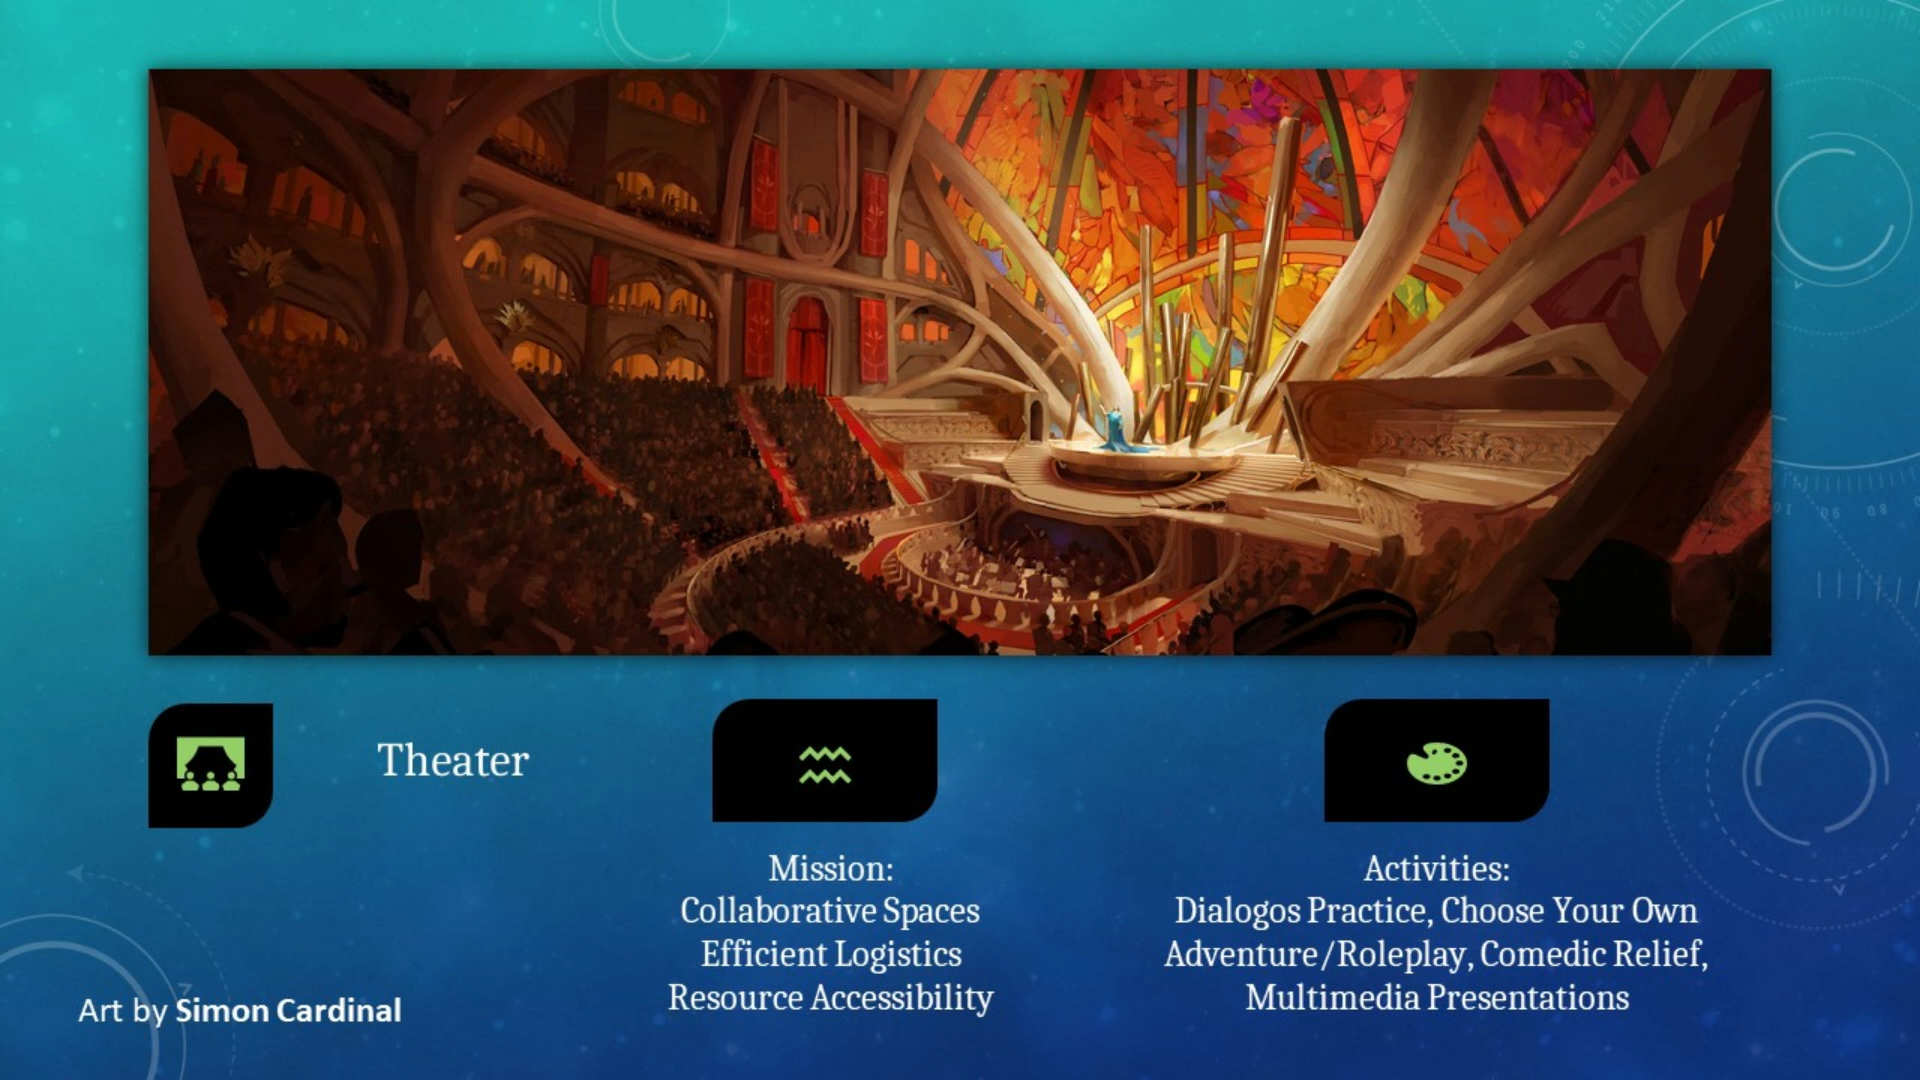 Theater
Mission:
Collaborative Spaces
Efficient Logistics
Resource Accessibility
Activities:
Dialogos Practice, Choose Your Own
Adventure/Roleplay, Comedic Relief,
Multimedia Presentations
Art by Simon Cardinal